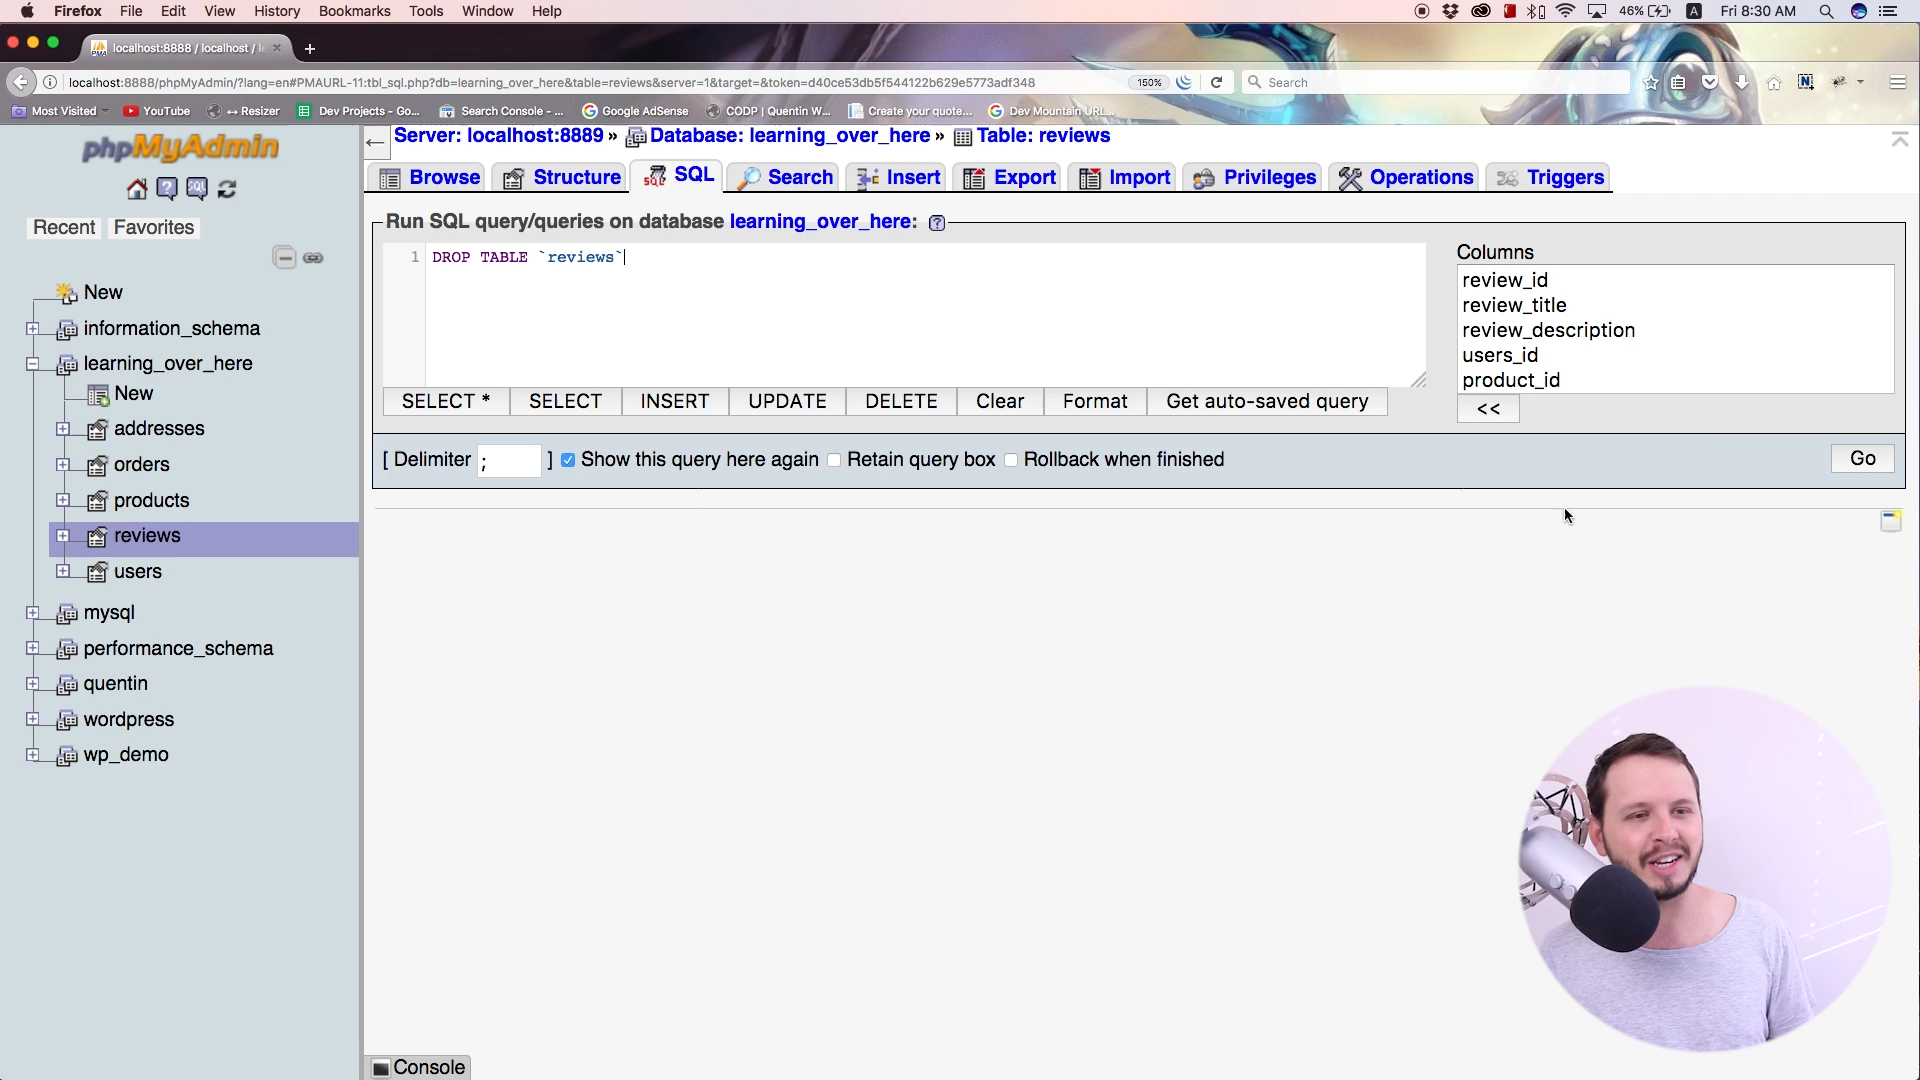 Firefox File Edit View History Bookmarks Tools Window Help
46% A Fri 8:30 AM
localhost:8888 / localhost / l
localhost:8888/phpMyAdmin/?lang=en#PMAURL-11:tbl_sql.php?db=learning_over_here&table=reviews&server=1&target=&token=d40ce53db5f544122b629e5773adf348 150% Search
Most Visited YouTube ↔ Resizer Dev Projects - Go... Search Console - ... Google AdSense CODP | Quentin W... Create your quote... Dev Mountain URL...
phpMyAdmin
Recent Favorites
New
information_schema
learning_over_here
New
addresses
orders
products
reviews
users
mysql
performance_schema
quentin
wordpress
wp_demo
Server: localhost:8889 » Database: learning_over_here » Table: reviews
Browse Structure SQL Search Insert Export Import Privileges Operations Triggers
Run SQL query/queries on database learning_over_here:
1 DROP TABLE `reviews`
Columns
review_id
review_title
review_description
users_id
product_id
<<
SELECT * SELECT INSERT UPDATE DELETE Clear Format Get auto-saved query
[ Delimiter ; ] Show this query here again Retain query box Rollback when finished Go
Console